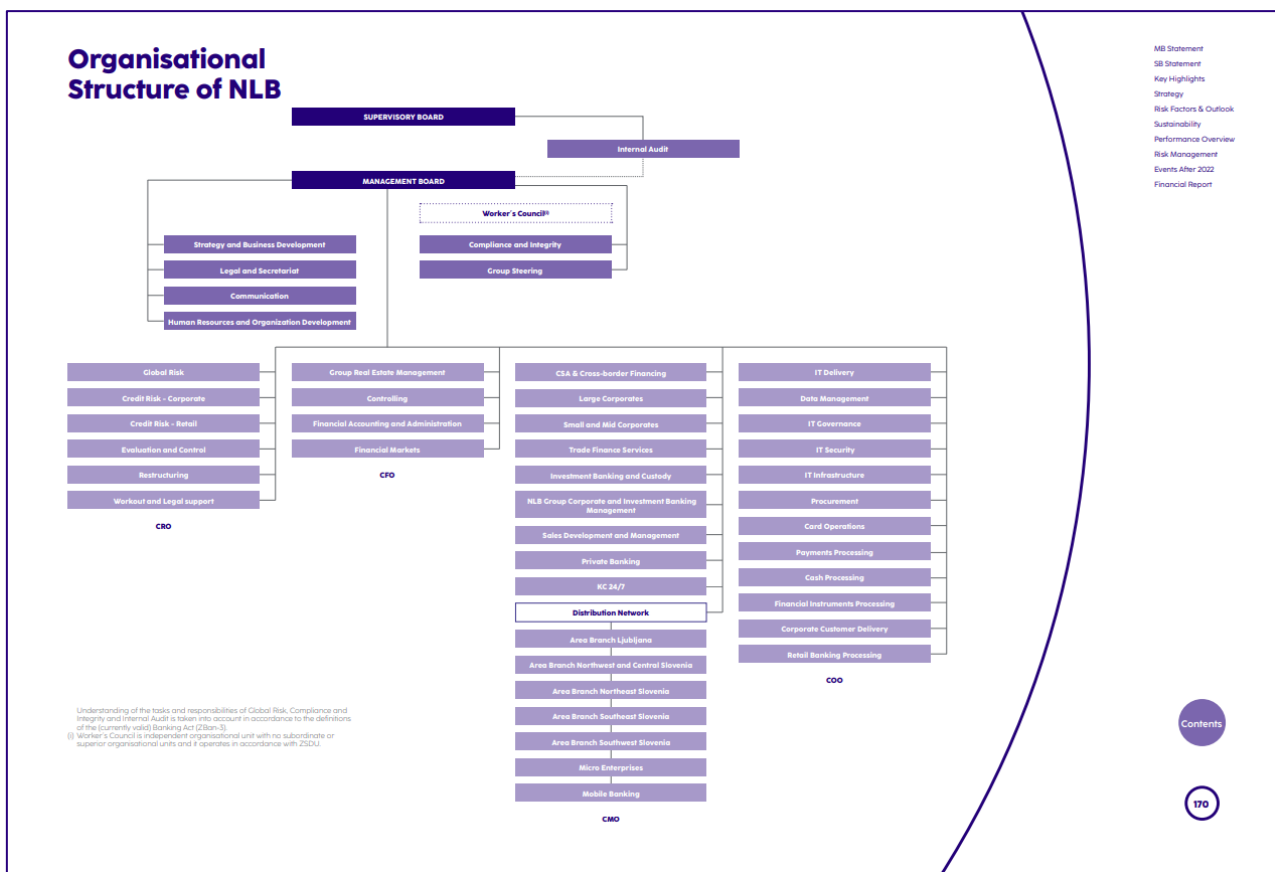 Organisational
Structure of NLB
MB Statement
SB Statement
Key Highlights
Strategy
Risk Factors & Outlook
Sustainability
Performance Overview
Risk Management
Events After 2022
Financial Report
SUPERVISORY BOARD
Internal Audit
MANAGEMENT BOARD
Worker's Council⁽ⁱ⁾
Strategy and Business Development
Legal and Secretariat
Communication
Human Resources and Organization Development
Compliance and Integrity
Group Steering
Global Risk
Credit Risk - Corporate
Credit Risk - Retail
Evaluation and Control
Restructuring
Workout and Legal support
CRO
Group Real Estate Management
Controlling
Financial Accounting and Administration
Financial Markets
CFO
CSA & Cross-border Financing
Large Corporates
Small and Mid Corporates
Trade Finance Services
Investment Banking and Custody
NLB Group Corporate and Investment Banking
Management
Sales Development and Management
Private Banking
KC 24/7
Distribution Network
Area Branch Ljubljana
Area Branch Northwest and Central Slovenia
Area Branch Northeast Slovenia
Area Branch Southeast Slovenia
Area Branch Southwest Slovenia
Micro Enterprises
Mobile Banking
CMO
IT Delivery
Data Management
IT Governance
IT Security
IT Infrastructure
Procurement
Card Operations
Payments Processing
Cash Processing
Financial Instruments Processing
Corporate Customer Delivery
Retail Banking Processing
COO
Understanding of the tasks and responsibilities of Global Risk, Compliance and
Integrity and Internal Audit is taken into account in accordance to the definitions
of the (currently valid) Banking Act (ZBan-3).
(i) Worker's Council is independent organisational unit with no subordinate or
superior organisational units and it operates in accordance with ZSDU.
Contents
170